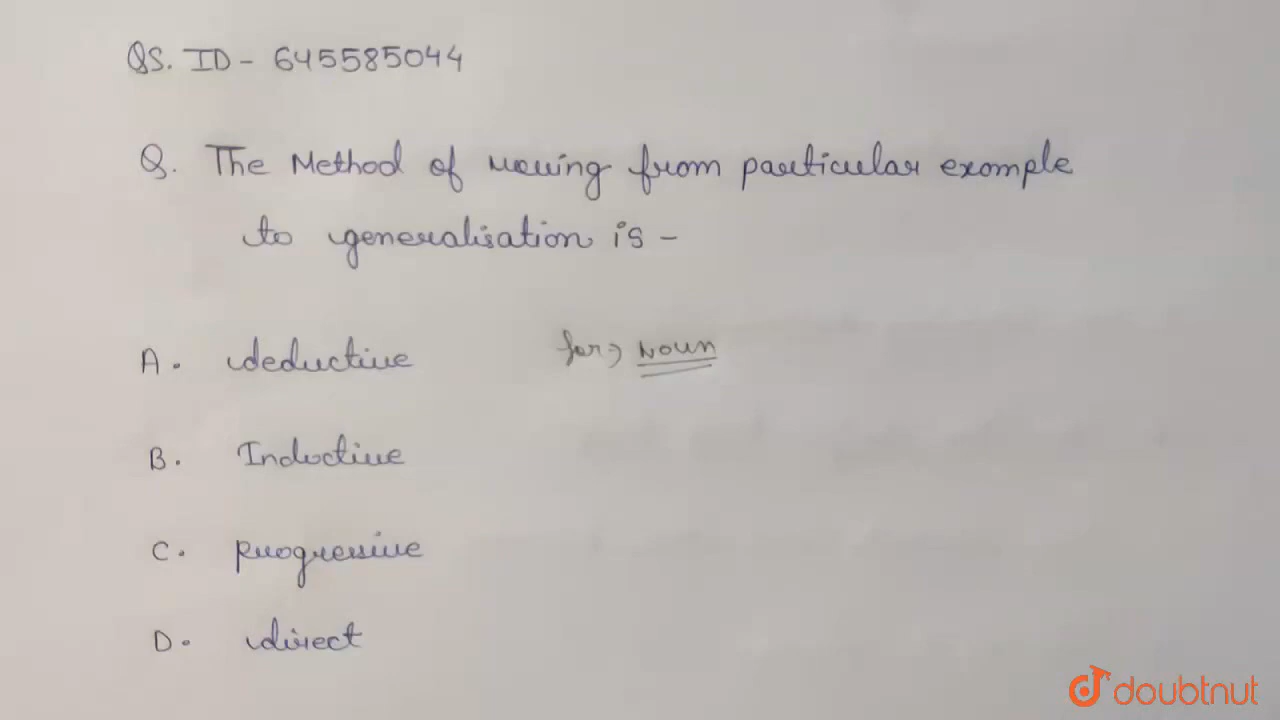 QS. ID - 645585044
Q. The Method of moving from particular example
to generalisation is -
A. deductive
for, Noun
B. Inductive
C. progressive
D. direct
doubtnut